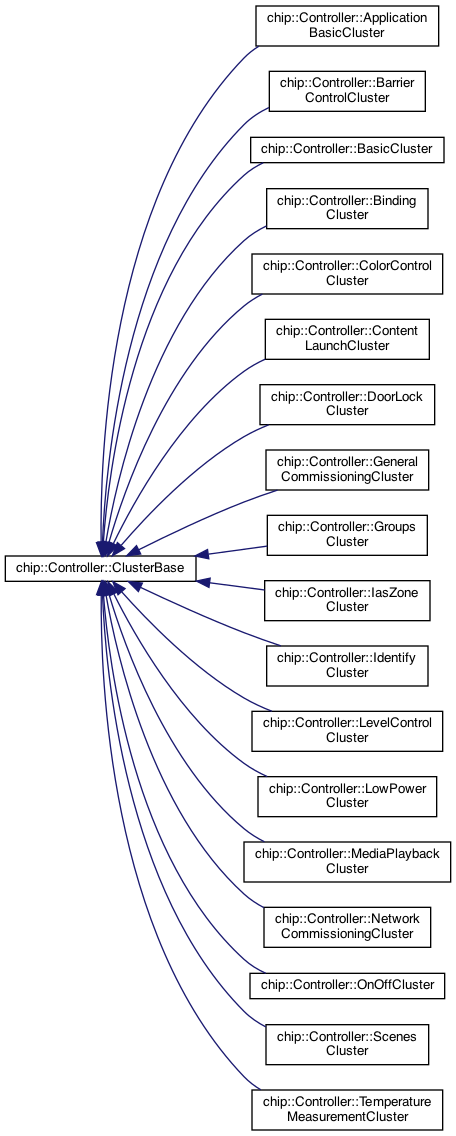 chip::Controller::Application
BasicCluster
chip::Controller::Barrier
ControlCluster
chip::Controller::BasicCluster
chip::Controller::Binding
Cluster
chip::Controller::ColorControl
Cluster
chip::Controller::Content
LaunchCluster
chip::Controller::DoorLock
Cluster
chip::Controller::General
CommissioningCluster
chip::Controller::Groups
Cluster
chip::Controller::ClusterBase
chip::Controller::IasZone
Cluster
chip::Controller::Identify
Cluster
chip::Controller::LevelControl
Cluster
chip::Controller::LowPower
Cluster
chip::Controller::MediaPlayback
Cluster
chip::Controller::Network
CommissioningCluster
chip::Controller::OnOffCluster
chip::Controller::Scenes
Cluster
chip::Controller::Temperature
MeasurementCluster